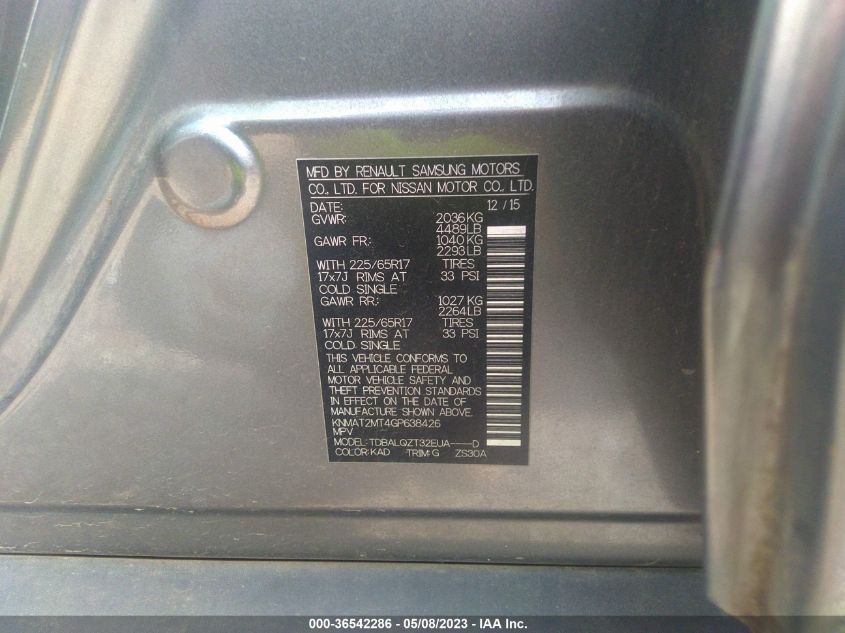 MFD BY RENAULT SAMSUNG MOTORS
CO., LTD. FOR NISSAN MOTOR CO., LTD.
DATE: 12 / 15
GVWR: 2036KG
4489LB
GAWR FR: 1040 KG
2293LB
WITH 225/65R17 TIRES
17x7J RIMS AT 33 PSI
COLD SINGLE
GAWR RR: 1027 KG
2264LB
WITH 225/65R17 TIRES
17x7J RIMS AT 33 PSI
COLD SINGLE
THIS VEHICLE CONFORMS TO
ALL APPLICABLE FEDERAL
MOTOR VEHICLE SAFETY AND
THEFT PREVENTION STANDARDS
IN EFFECT ON THE DATE OF
MANUFACTURE SHOWN ABOVE.
KNMAT2MT4GP638426
MPV
MODEL: TDBALQZT32EUA----D
COLOR:KAD TRIM:G ZS30A
000-36542286 - 05/08/2023 - IAA Inc.